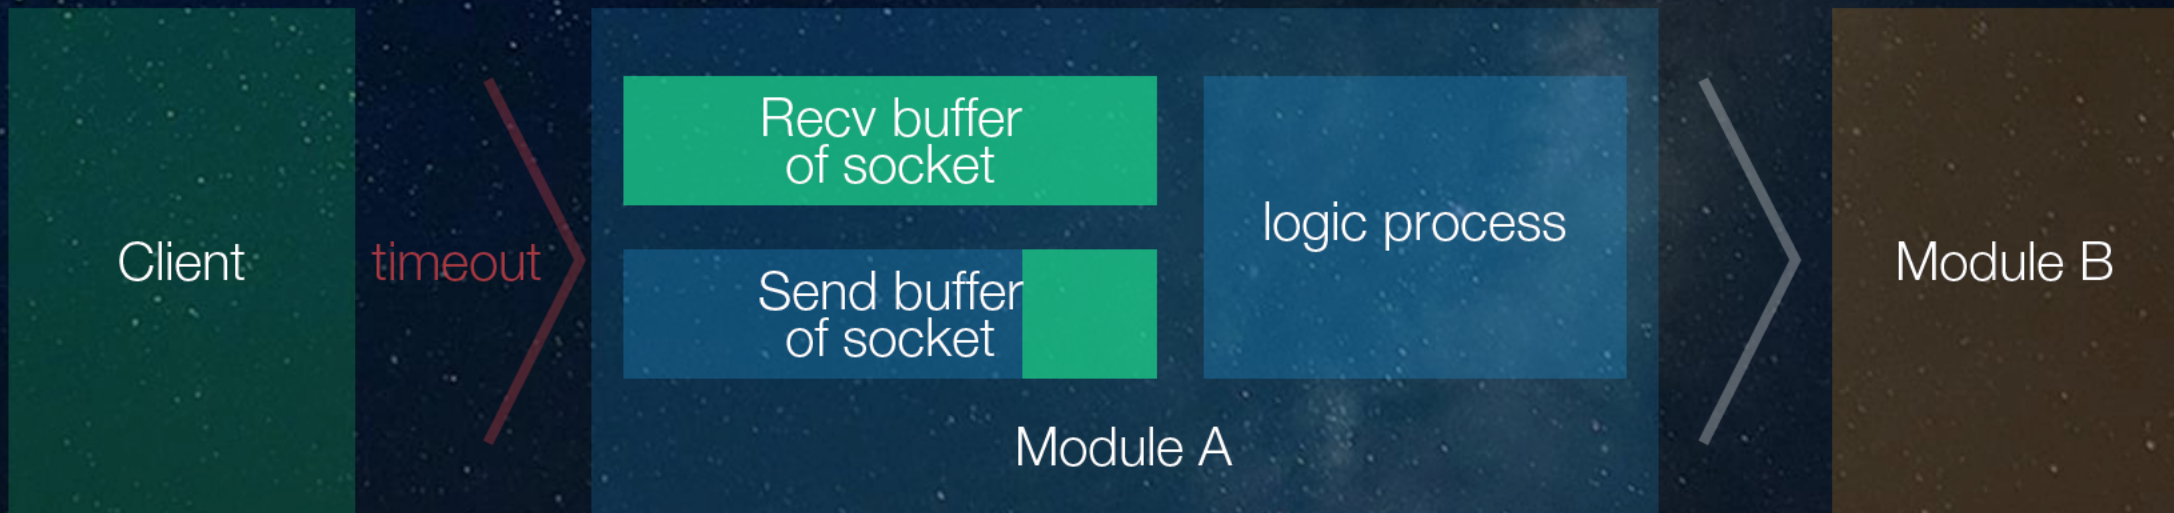 Client
timeout
Recv buffer
of socket
Send buffer
of socket
logic process
Module A
Module B